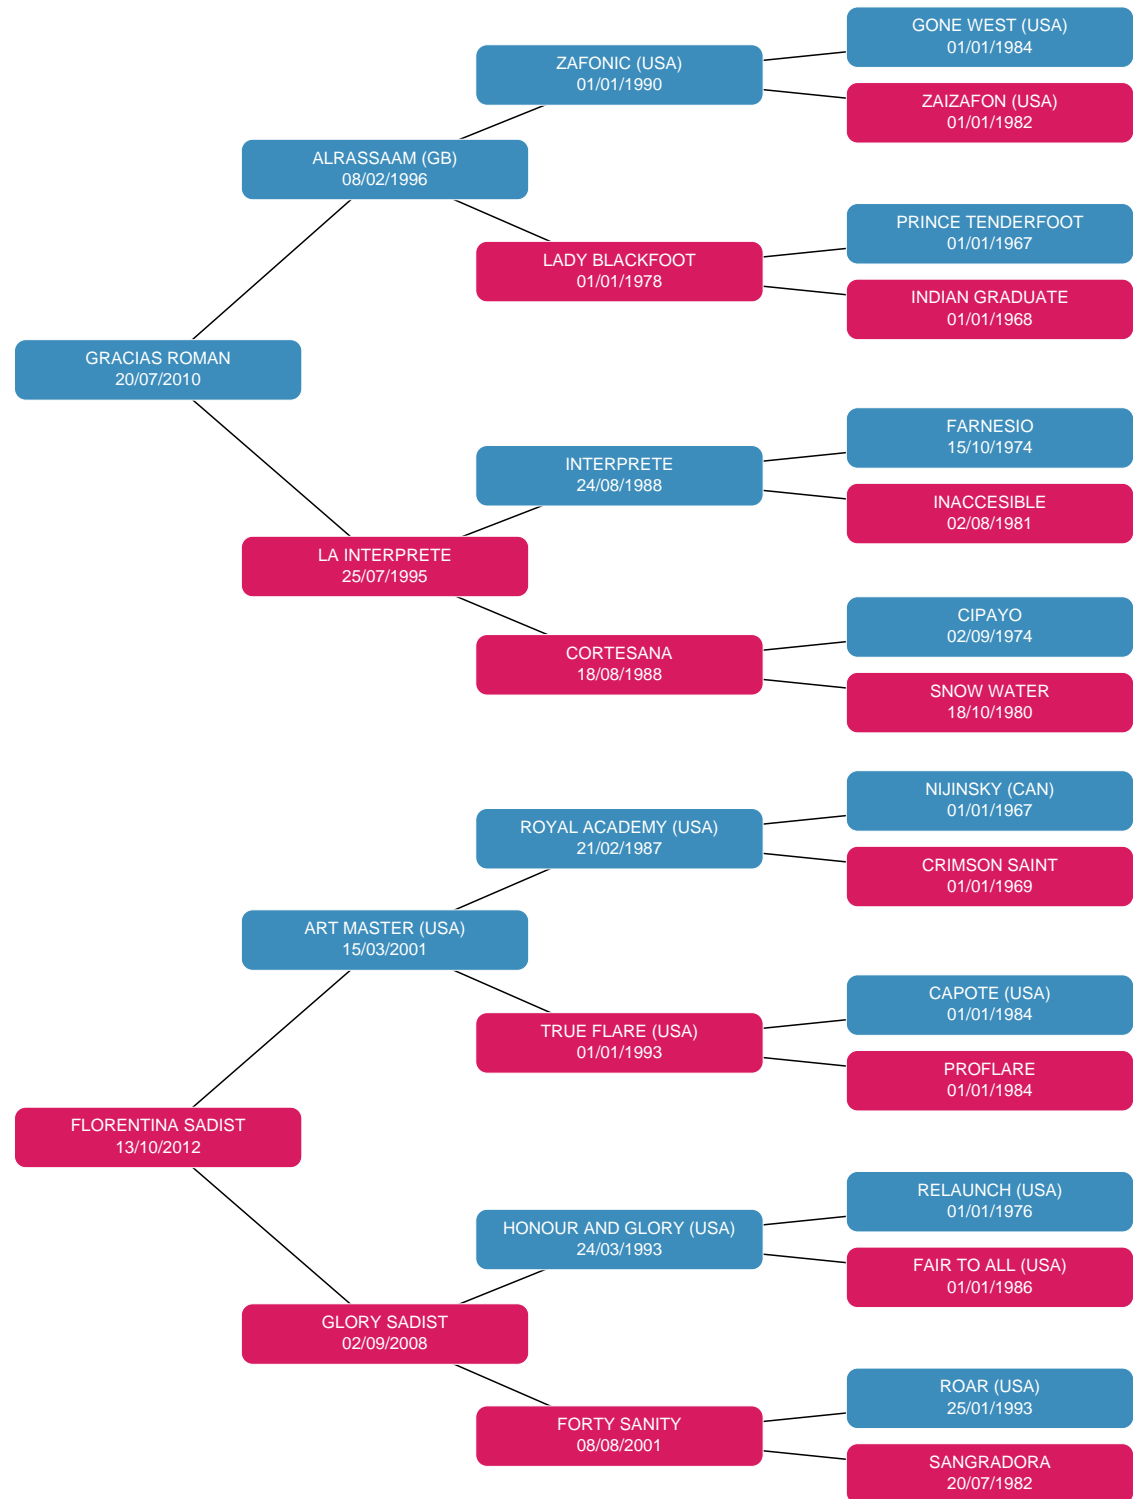 GONE WEST (USA)
01/01/1984
ZAFONIC (USA)
01/01/1990
ZAIZAFON (USA)
01/01/1982
ALRASSAAM (GB)
08/02/1996
PRINCE TENDERFOOT
01/01/1967
LADY BLACKFOOT
01/01/1978
INDIAN GRADUATE
01/01/1968
GRACIAS ROMAN
20/07/2010
FARNESIO
15/10/1974
INTERPRETE
24/08/1988
INACCESIBLE
02/08/1981
LA INTERPRETE
25/07/1995
CIPAYO
02/09/1974
CORTESANA
18/08/1988
SNOW WATER
18/10/1980
NIJINSKY (CAN)
01/01/1967
ROYAL ACADEMY (USA)
21/02/1987
CRIMSON SAINT
01/01/1969
ART MASTER (USA)
15/03/2001
CAPOTE (USA)
01/01/1984
TRUE FLARE (USA)
01/01/1993
PROFLARE
01/01/1984
FLORENTINA SADIST
13/10/2012
RELAUNCH (USA)
01/01/1976
HONOUR AND GLORY (USA)
24/03/1993
FAIR TO ALL (USA)
01/01/1986
GLORY SADIST
02/09/2008
ROAR (USA)
25/01/1993
FORTY SANITY
08/08/2001
SANGRADORA
20/07/1982